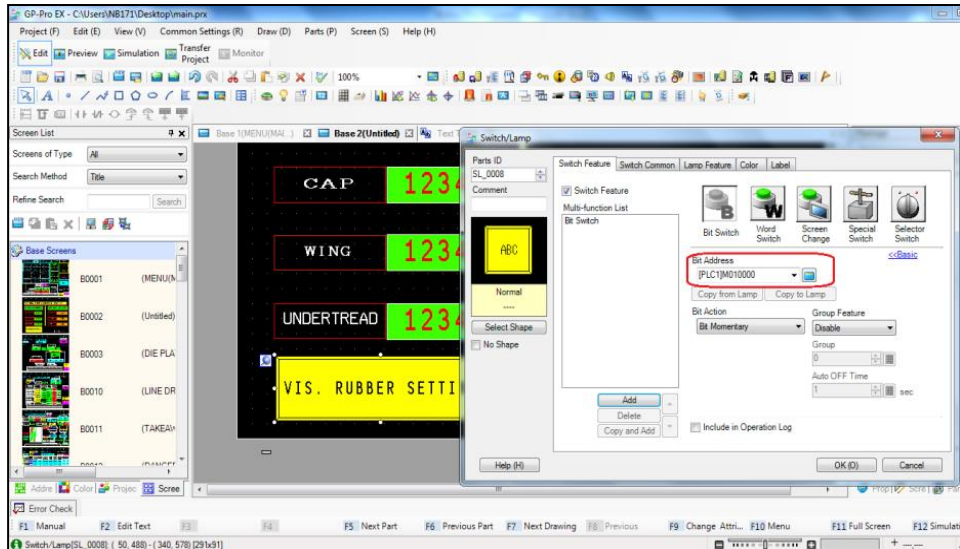 GP-Pro EX - C:\Users\NB171\Desktop\main.prx
Project (F) Edit (E) View (V) Common Settings (R) Draw (D) Parts (P) Screen (S) Help (H)
Edit Preview Simulation Transfer Project Monitor
100%
Screen List
Base 1(MENU(MAI...) Base 2(Untitled) Text T
Screens of Type All
Search Method Title
Refine Search Search
Base Screens
B0001 (MENU(M
B0002 (Untitled)
B0003 (DIE PLA
B0010 (LINE DR
B0011 (TAKEAW
Addre Color Projec Scree
CAP 1234
WING 1234
UNDERTREAD 1234
VIS. RUBBER SETTI
Switch/Lamp
Parts ID
SL_0008
Comment
ABC
Normal
----
Select Shape
No Shape
Switch Feature Switch Common Lamp Feature Color Label
Switch Feature
Multi-function List
Bit Switch
Add
Delete
Copy and Add
Bit Switch Word Switch Screen Change Special Switch Selector Switch
<<Basic
Bit Address
[PLC1]M010000
Copy from Lamp Copy to Lamp
Bit Action
Bit Momentary
Group Feature
Disable
Group
0
Auto OFF Time
1 sec
Include in Operation Log
Help (H) OK (O) Cancel
Error Check
F1 Manual F2 Edit Text F3 F4 F5 Next Part F6 Previous Part F7 Next Drawing F8 Previous F9 Change Attri... F10 Menu F11 Full Screen F12 Simulati
Switch/Lamp[SL_0008]: ( 50, 488) - ( 340, 578) [291x91]